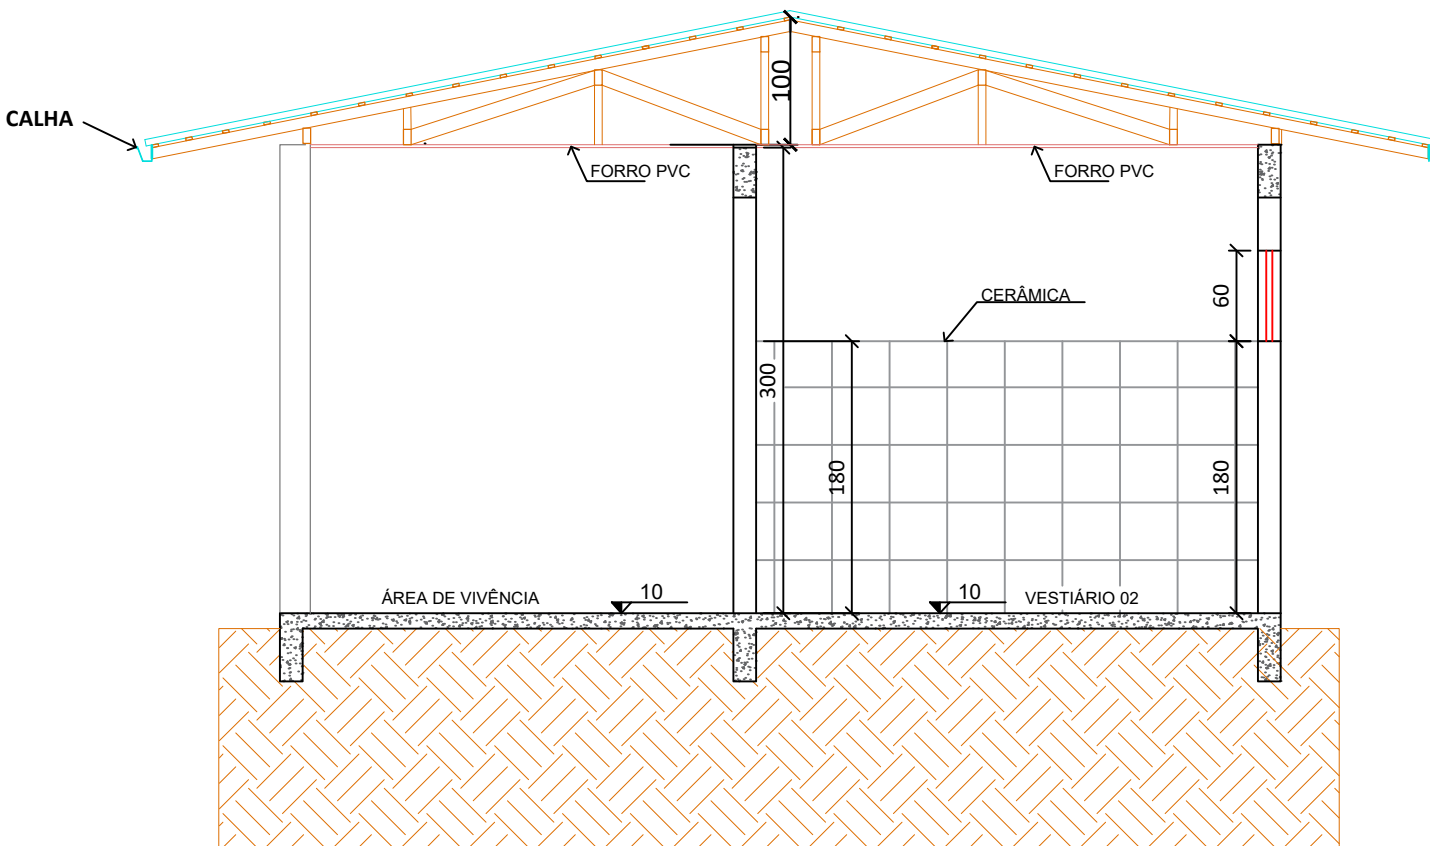 100
CALHA
FORRO PVC
FORRO PVC
60
CERÂMICA
300
180
180
ÁREA DE VIVÊNCIA
10
10
VESTIÁRIO 02